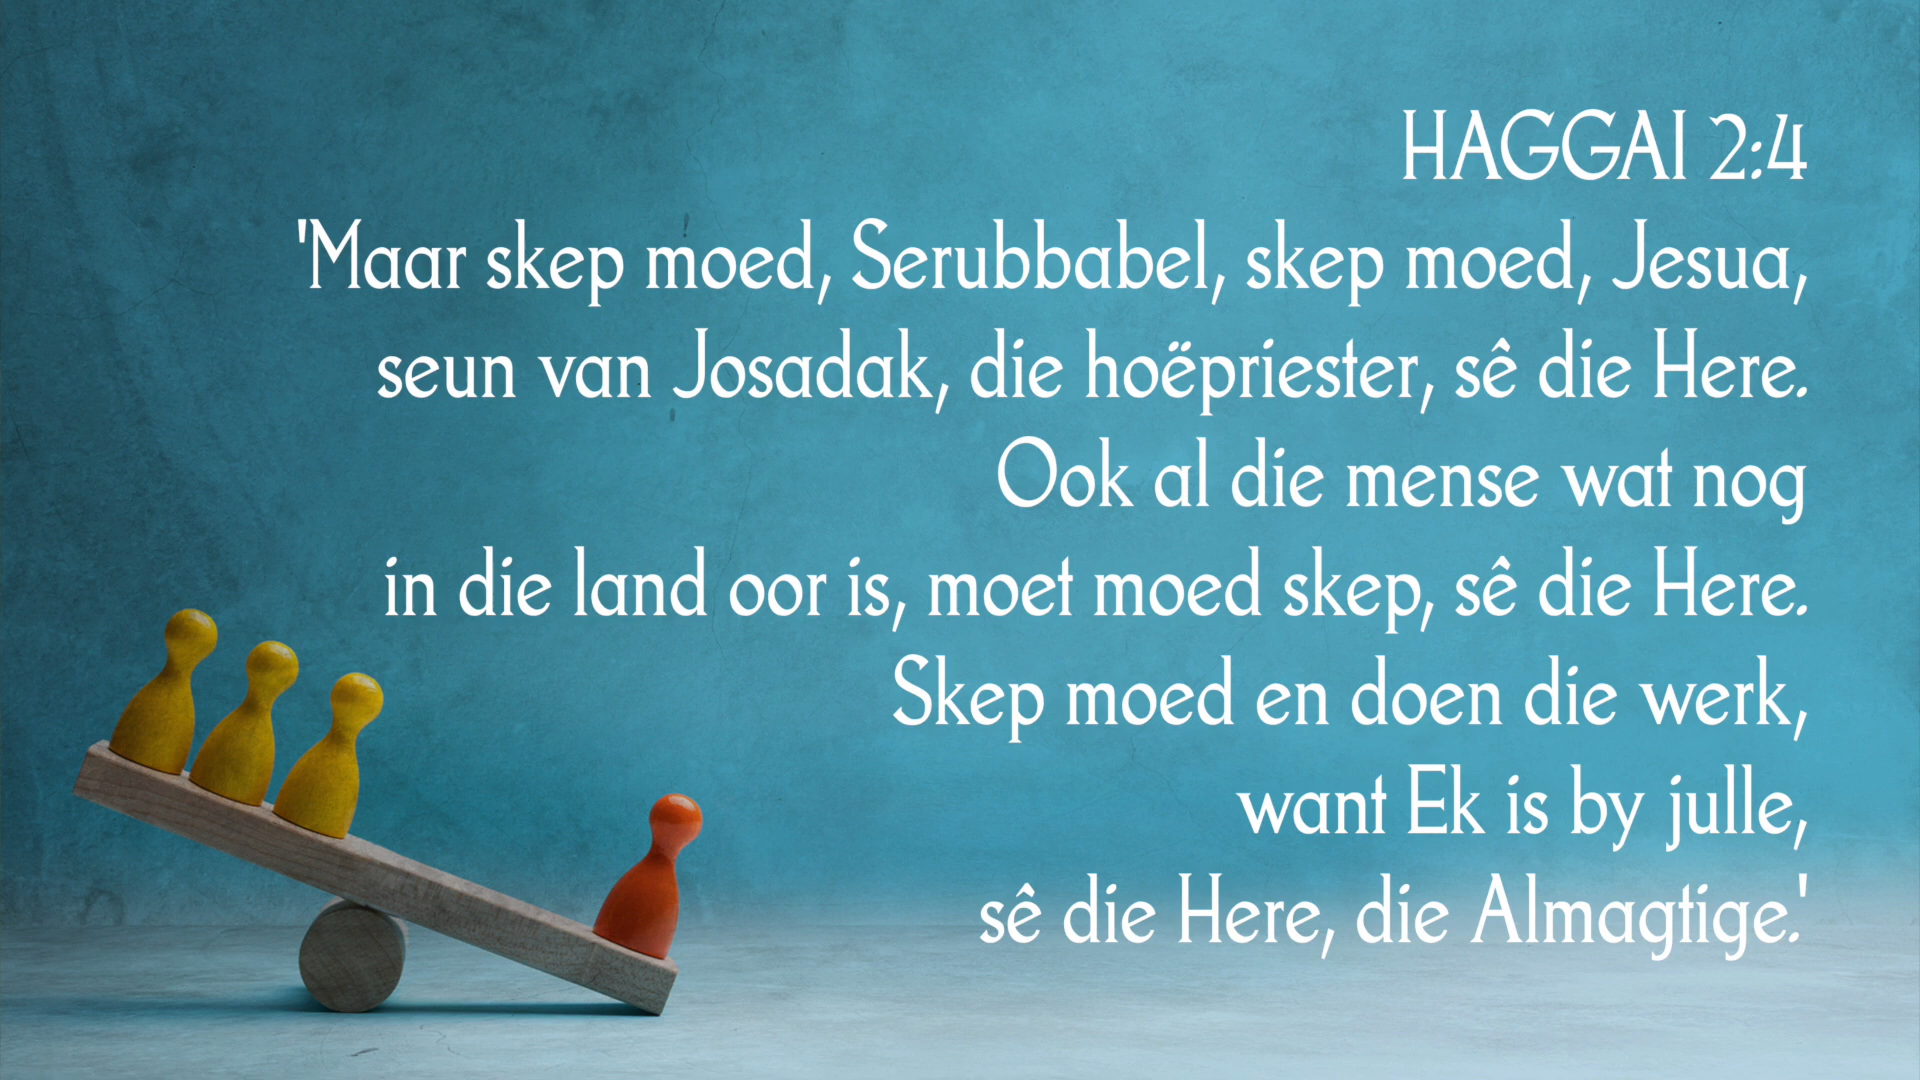 HAGGAI 2:4
'Maar skep moed, Serubbabel, skep moed, Jesua,
seun van Josadak, die hoëpriester, sê die Here.
Ook al die mense wat nog
in die land oor is, moet moed skep, sê die Here.
Skep moed en doen die werk,
want Ek is by julle,
sê die Here, die Almagtige.'